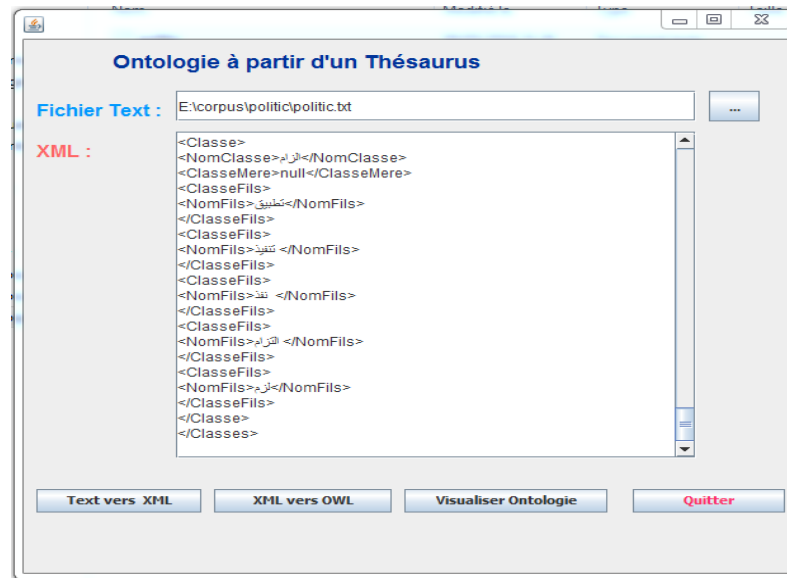 Ontologie à partir d'un Thésaurus
Fichier Text :
E:\corpus\politic\politic.txt
...
XML :
<Classe>
<NomClasse>الزام</NomClasse>
<ClasseMere>null</ClasseMere>
<ClasseFils>
<NomFils>تطبيق</NomFils>
</ClasseFils>
<ClasseFils>
<NomFils>تنفيذ </NomFils>
</ClasseFils>
<ClasseFils>
<NomFils>نفذ </NomFils>
</ClasseFils>
<ClasseFils>
<NomFils>التزام </NomFils>
</ClasseFils>
<ClasseFils>
<NomFils>لزم</NomFils>
</ClasseFils>
</Classe>
</Classes>
Text vers XML
XML vers OWL
Visualiser Ontologie
Quitter